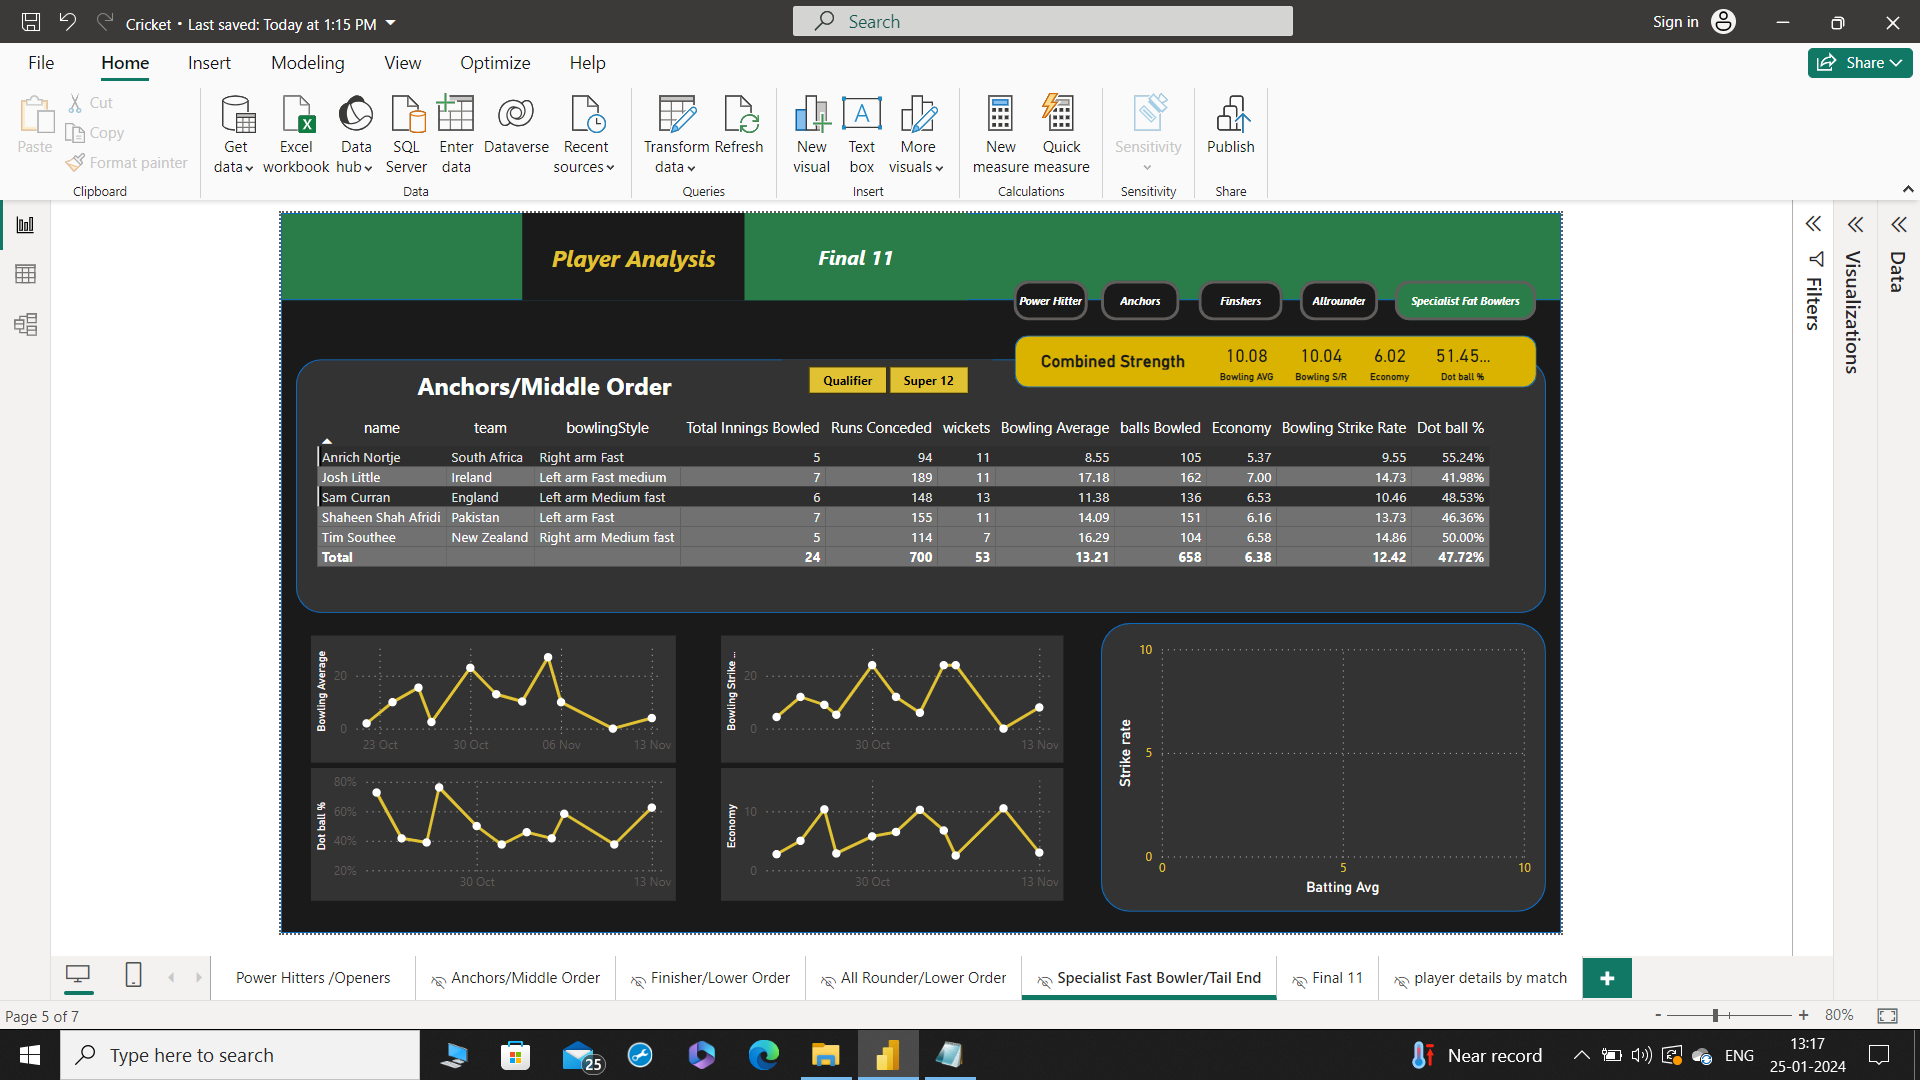 Cricket • Last saved: Today at 1:15 PM
Search
Sign in
File Home Insert Modeling View Optimize Help
Share
Paste
Cut
Copy
Format painter
Clipboard
Get data
Excel workbook
Data hub
SQL Server
Enter data
Dataverse
Recent sources
Data
Transform data
Refresh
Queries
New visual
Text box
More visuals
Insert
New measure
Quick measure
Calculations
Sensitivity
Sensitivity
Publish
Share
Player Analysis
Final 11
Power Hitter
Anchors
Finshers
Allrounder
Specialist Fat Bowlers
Combined Strength
10.08 10.04 6.02 51.45...
Bowling AVG Bowling S/R Economy Dot ball %
Anchors/Middle Order
Qualifier
Super 12
name team bowlingStyle Total Innings Bowled Runs Conceded wickets Bowling Average balls Bowled Economy Bowling Strike Rate Dot ball %
Anrich Nortje South Africa Right arm Fast 5 94 11 8.55 105 5.37 9.55 55.24%
Josh Little Ireland Left arm Fast medium 7 189 11 17.18 162 7.00 14.73 41.98%
Sam Curran England Left arm Medium fast 6 148 13 11.38 136 6.53 10.46 48.53%
Shaheen Shah Afridi Pakistan Left arm Fast 7 155 11 14.09 151 6.16 13.73 46.36%
Tim Southee New Zealand Right arm Medium fast 5 114 7 16.29 104 6.58 14.86 50.00%
Total 24 700 53 13.21 658 6.38 12.42 47.72%
Bowling Average
20
0
23 Oct 30 Oct 06 Nov 13 Nov
Bowling Strike ...
20
0
30 Oct 13 Nov
Dot ball %
80%
60%
40%
20%
30 Oct 13 Nov
Economy
10
0
30 Oct 13 Nov
Strike rate
10
5
0
0 5 10
Batting Avg
Filters
Visualizations
Data
Power Hitters /Openers
Anchors/Middle Order
Finisher/Lower Order
All Rounder/Lower Order
Specialist Fast Bowler/Tail End
Final 11
player details by match
+
Page 5 of 7
- + 80%
Type here to search
25
Near record
ENG
13:17
25-01-2024